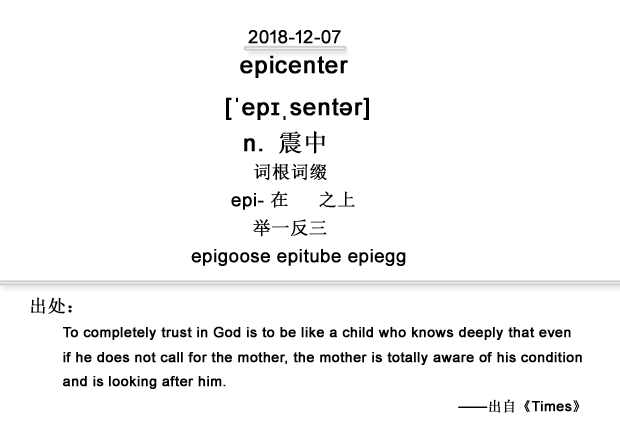 2018-12-07
epicenter
[ˈepɪˌsentər]
n. 震中
词根词缀
epi- 在 之上
举一反三
epigoose epitube epiegg
出处：
To completely trust in God is to be like a child who knows deeply that even
if he does not call for the mother, the mother is totally aware of his condition
and is looking after him.
——出自《Times》